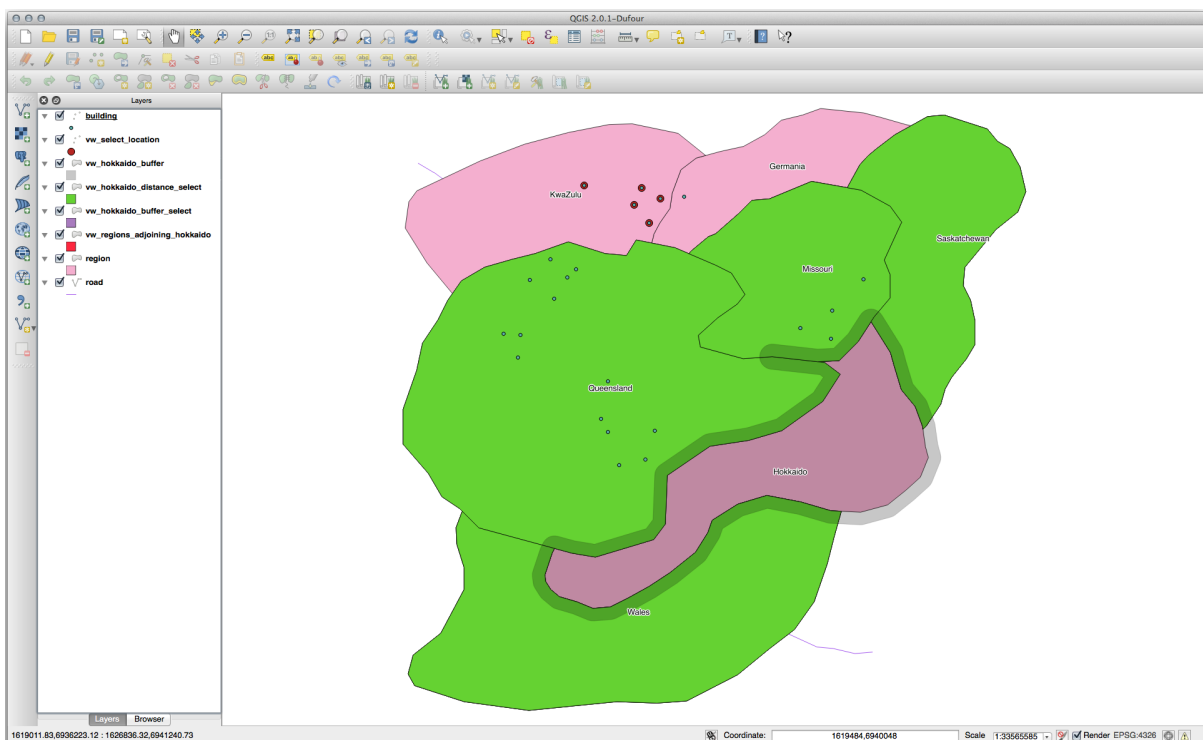 QGIS 2.0.1-Dufour
Layers
building
vw_select_location
vw_hokkaido_buffer
vw_hokkaido_distance_select
vw_hokkaido_buffer_select
vw_regions_adjoining_hokkaido
region
road
Germania
KwaZulu
Saskatchewan
Missouri
Queensland
Hokkaido
Wales
Layers
Browser
1619011.83,6936223.12 : 1626836.32,6941240.73
Coordinate:
1619484,6940048
Scale
1:33565585
Render
EPSG:4326